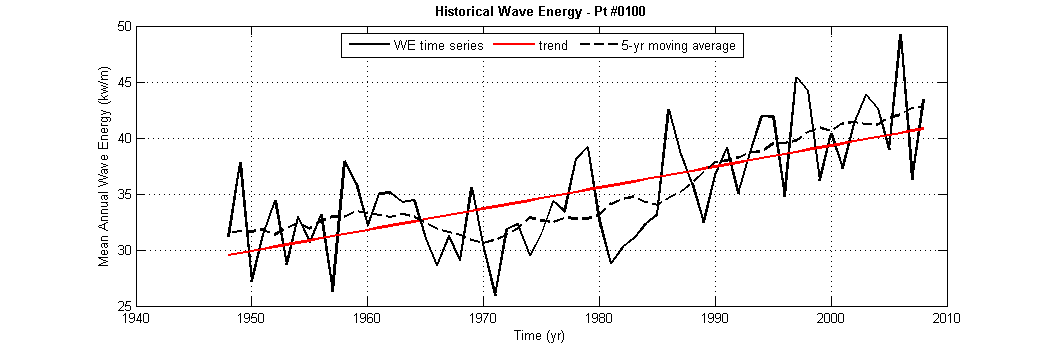 Historical Wave Energy - Pt #0100
WE time series trend 5-yr moving average
Mean Annual Wave Energy (kw/m)
50
45
40
35
30
25
1940 1950 1960 1970 1980 1990 2000 2010
Time (yr)